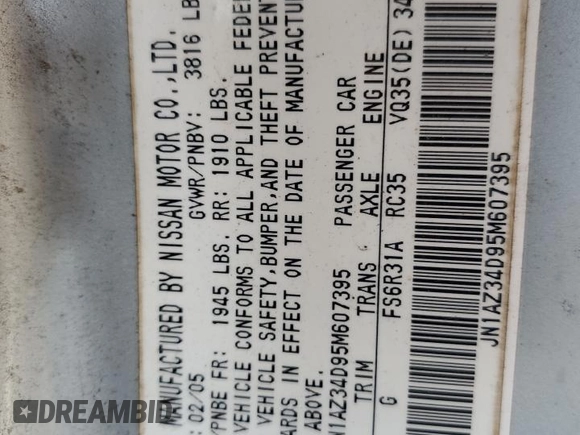 MANUFACTURED BY NISSAN MOTOR CO.,LTD.
: 02/05 GVWR/PNBV: 3816 LB
/PNBE FR: 1945 LBS. RR: 1910 LBS.
VEHICLE CONFORMS TO ALL APPLICABLE FEDE
VEHICLE SAFETY,BUMPER,AND THEFT PREVENT
ARDS IN EFFECT ON THE DATE OF MANUFACTU
ABOVE.
N1AZ34D95M607395 PASSENGER CAR
TRIM TRANS AXLE ENGINE
G FS6R31A RC35 VQ35(DE) 34
JN1AZ34D95M607395
DREAMBID